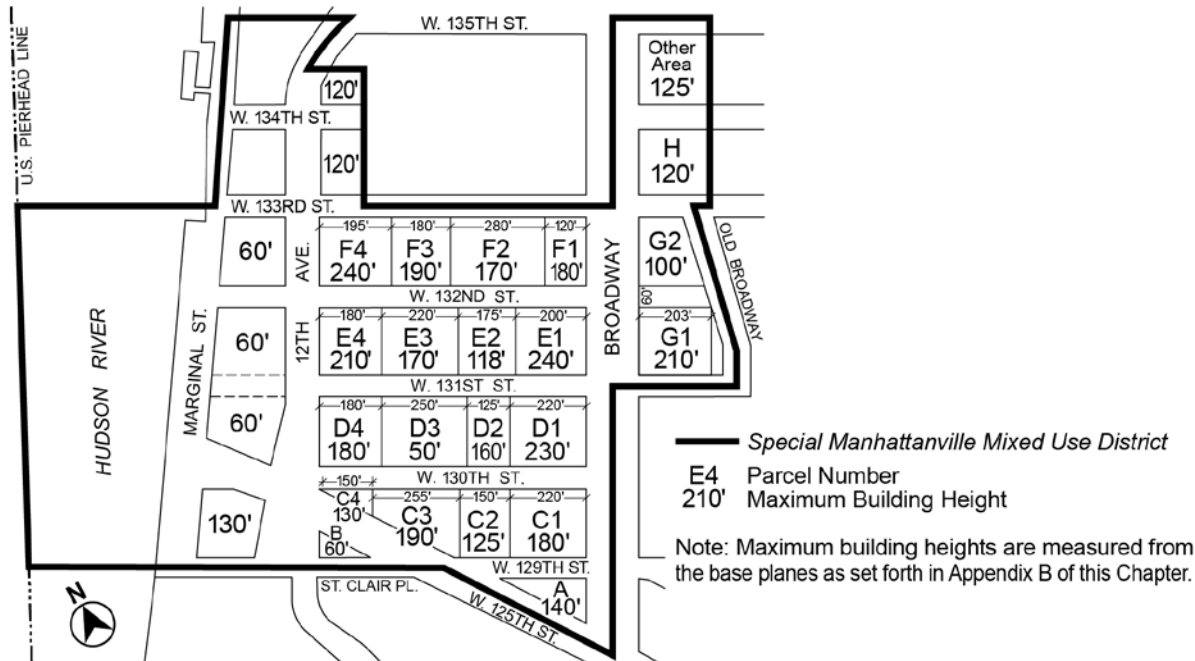 U.S. PIERHEAD LINE
W. 135TH ST.
Other
Area
125'
120'
W. 134TH ST.
120'
H
120'
W. 133RD ST.
195' 180' 280' 120'
60'
F4 F3 F2 F1
240' 190' 170' 180'
G2
100'
OLD BROADWAY
12TH AVE.
W. 132ND ST.
BROADWAY
60'
HUDSON RIVER
MARGINAL ST.
180' 220' 175' 200' 203'
60'
E4 E3 E2 E1 G1
210' 170' 118' 240' 210'
W. 131ST ST.
180' 250' 125' 220'
60'
D4 D3 D2 D1
180' 50' 160' 230'
W. 130TH ST.
150' 255' 150' 220'
C4
130'
C3 C2 C1
190' 125' 180'
130'
B
60'
W. 129TH ST.
ST. CLAIR PL.
A
140'
W. 125TH ST.
N
Special Manhattanville Mixed Use District
E4 Parcel Number
210' Maximum Building Height
Note: Maximum building heights are measured from
the base planes as set forth in Appendix B of this Chapter.